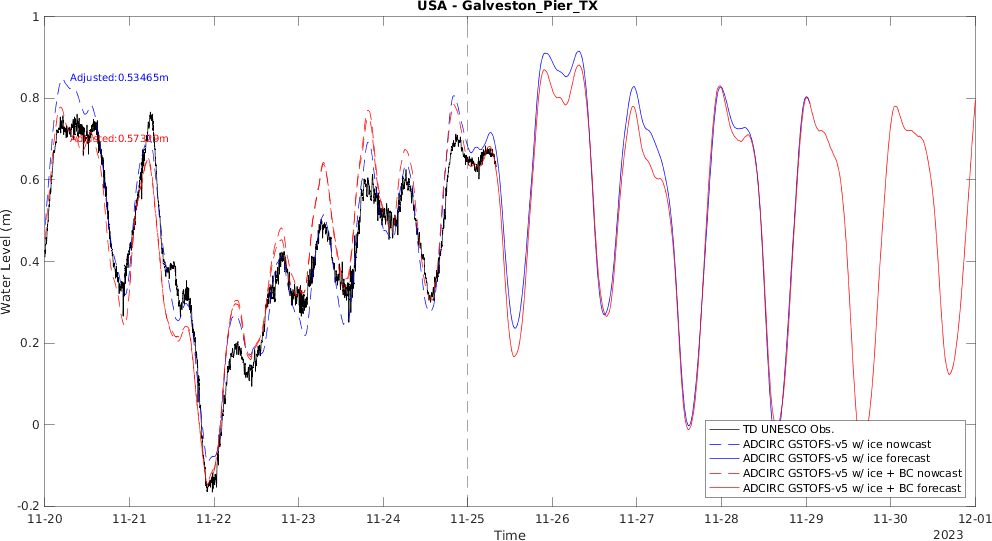 USA - Galveston_Pier_TX
1
0.8
0.6
0.4
0.2
0
-0.2
Water Level (m)
Adjusted:0.53465m
TD UNESCO Obs.
ADCIRC GSTOFS-v5 w/ ice nowcast
ADCIRC GSTOFS-v5 w/ ice forecast
ADCIRC GSTOFS-v5 w/ ice + BC nowcast
ADCIRC GSTOFS-v5 w/ ice + BC forecast
11-20 11-21 11-22 11-23 11-24 11-25 11-26 11-27 11-28 11-29 11-30 12-01
Time
2023